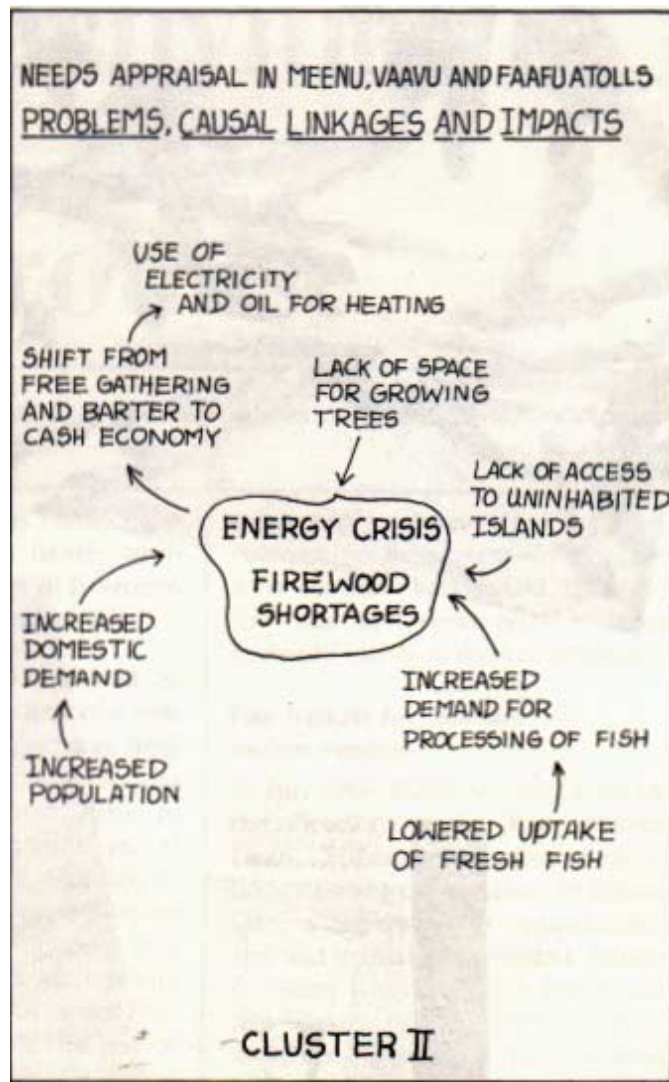 NEEDS APPRAISAL IN MEENU, VAAVU AND FAAFU ATOLLS
PROBLEMS, CAUSAL LINKAGES AND IMPACTS
USE OF
ELECTRICITY
AND OIL FOR HEATING
SHIFT FROM
FREE GATHERING
AND BARTER TO
CASH ECONOMY
LACK OF SPACE
FOR GROWING
TREES
LACK OF ACCESS
TO UNINHABITED
ISLANDS
ENERGY CRISIS
FIREWOOD
SHORTAGES
INCREASED
DOMESTIC
DEMAND
INCREASED
POPULATION
INCREASED
DEMAND FOR
PROCESSING OF FISH
LOWERED UPTAKE
OF FRESH FISH
CLUSTER II